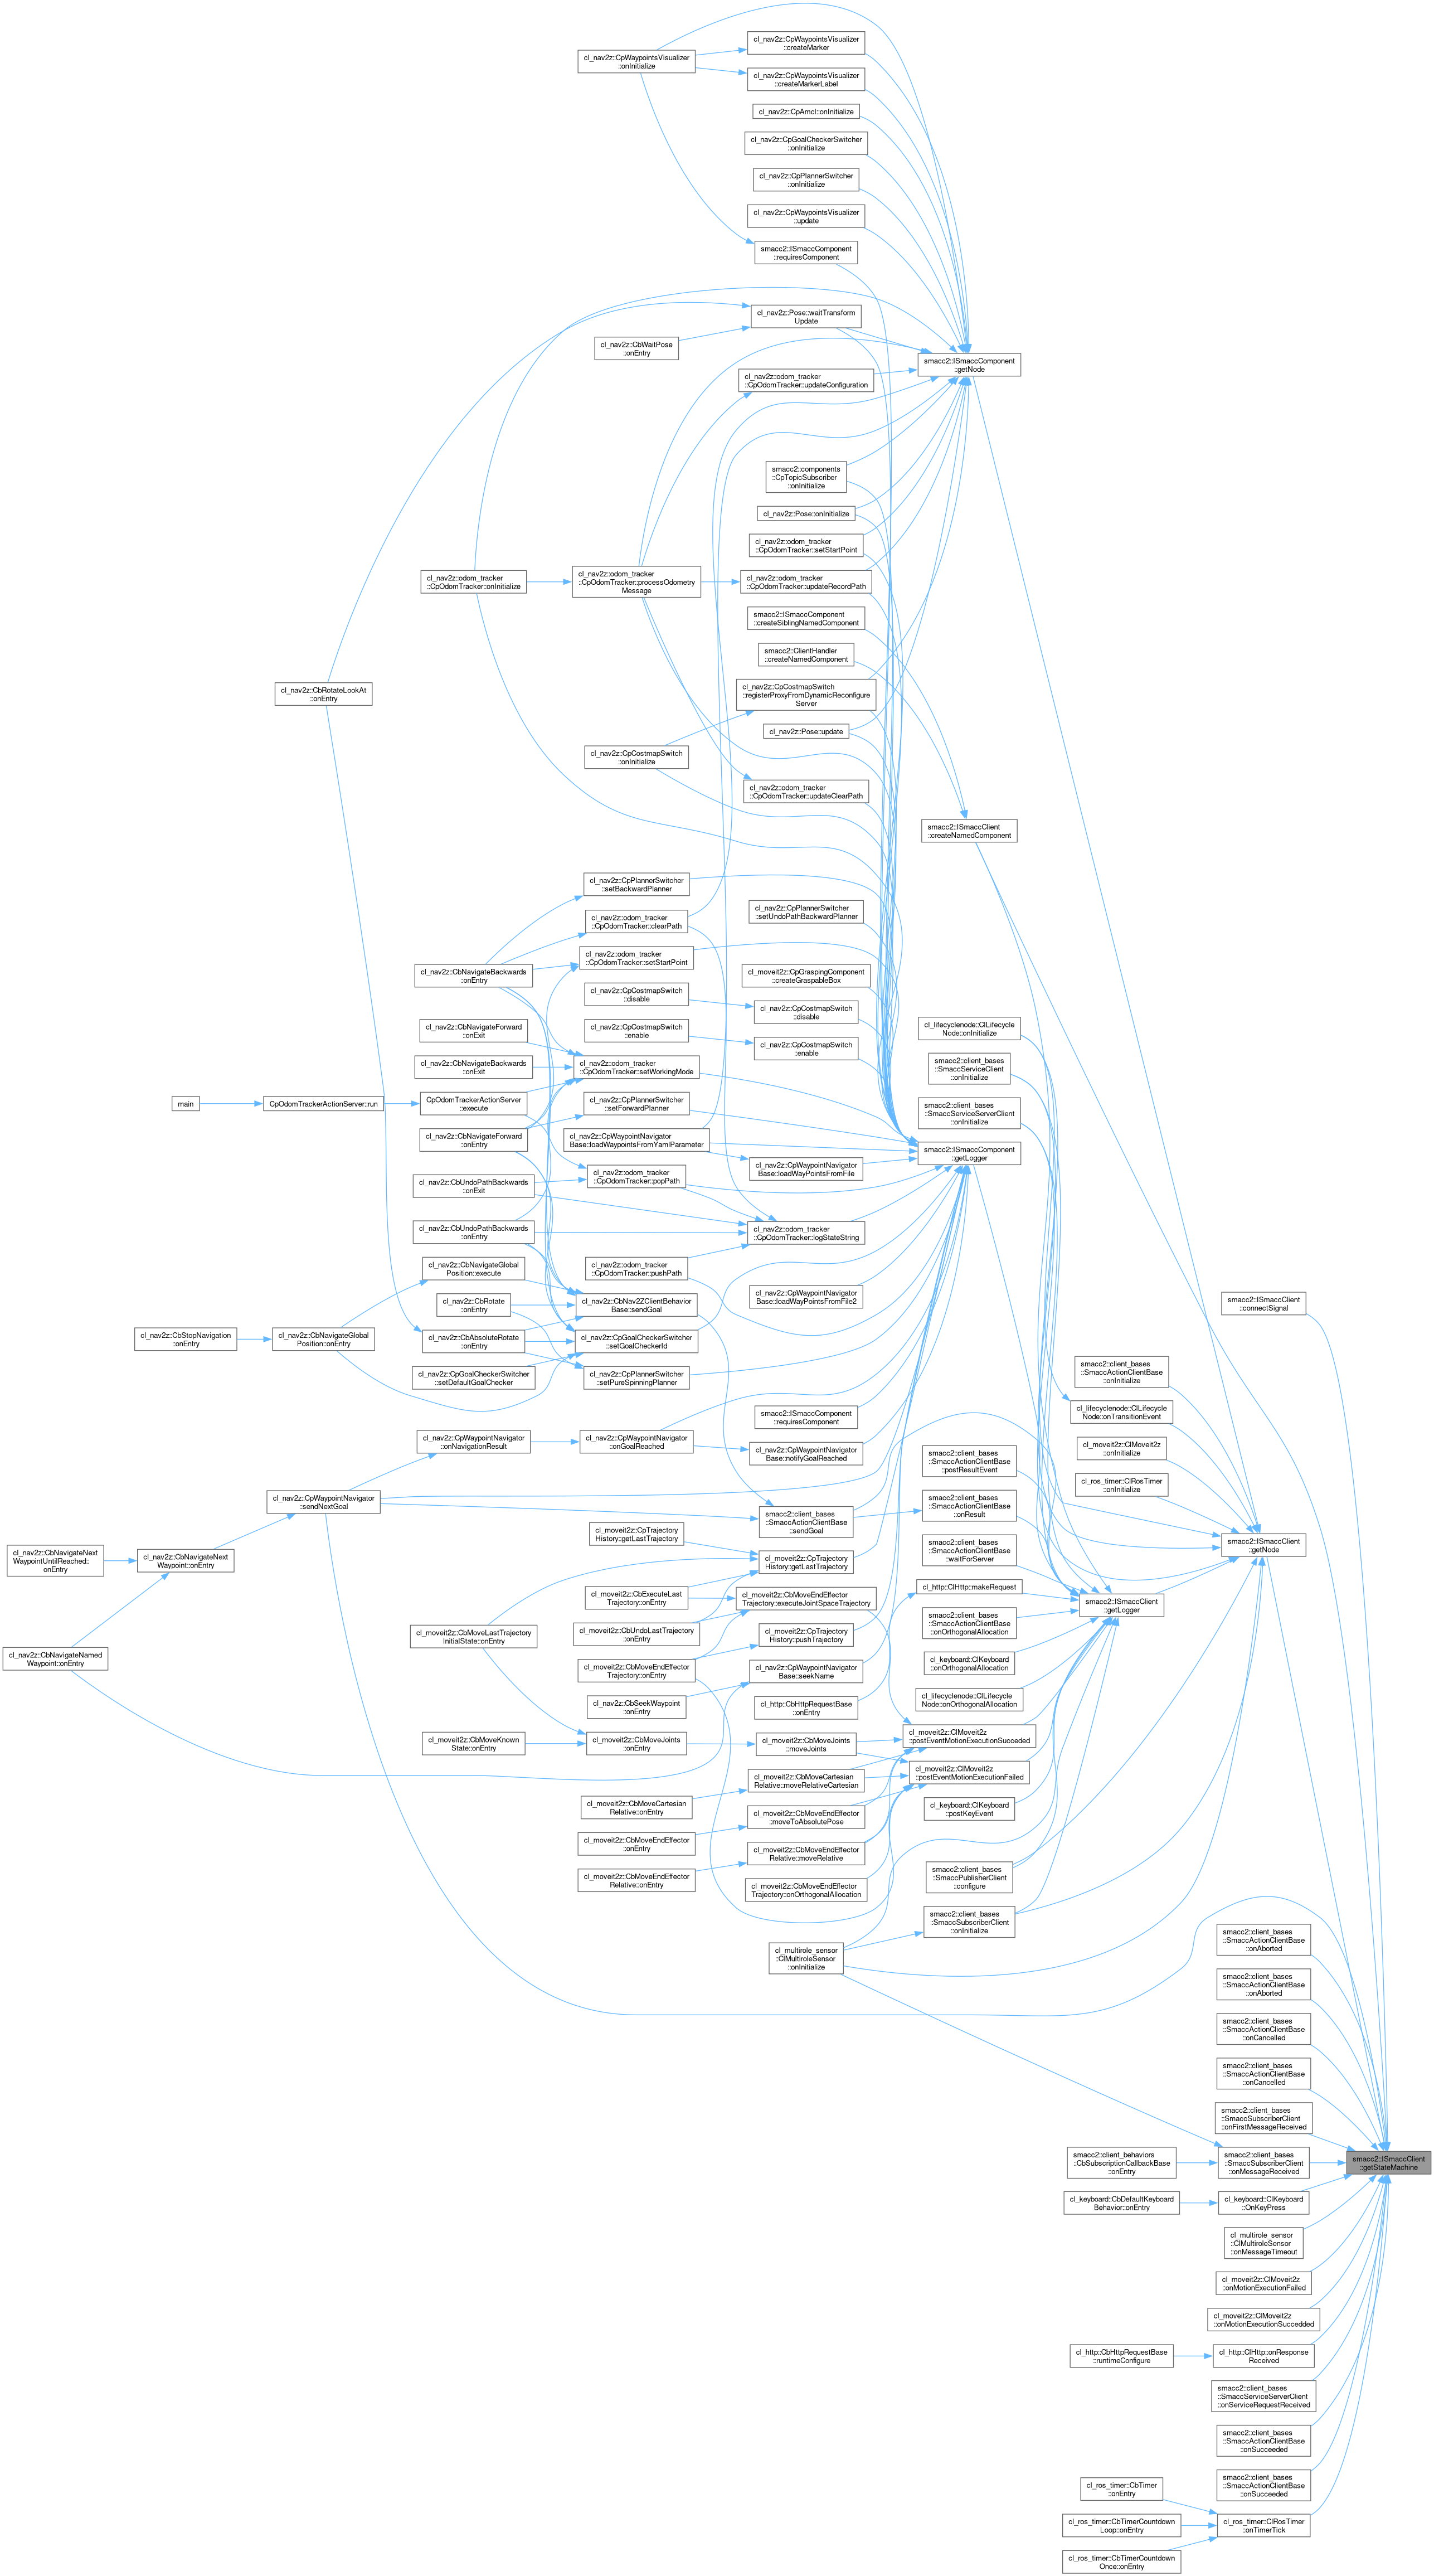 cl_nav2z::CpWaypointsVisualizer
::createMarker
cl_nav2z::CpWaypointsVisualizer
::onInitialize
cl_nav2z::CpWaypointsVisualizer
::createMarkerLabel
cl_nav2z::CpAmcl::onInitialize
cl_nav2z::CpGoalCheckerSwitcher
::onInitialize
cl_nav2z::CpPlannerSwitcher
::onInitialize
cl_nav2z::CpWaypointsVisualizer
::update
smacc2::ISmaccComponent
::requiresComponent
cl_nav2z::Pose::waitTransform
Update
cl_nav2z::CbWaitPose
::onEntry
smacc2::ISmaccComponent
::getNode
cl_nav2z::odom_tracker
::CpOdomTracker::updateConfiguration
smacc2::components
::CpTopicSubscriber
::onInitialize
cl_nav2z::Pose::onInitialize
cl_nav2z::odom_tracker
::CpOdomTracker::setStartPoint
cl_nav2z::odom_tracker
::CpOdomTracker::onInitialize
cl_nav2z::odom_tracker
::CpOdomTracker::processOdometry
Message
cl_nav2z::odom_tracker
::CpOdomTracker::updateRecordPath
smacc2::ISmaccComponent
::createSiblingNamedComponent
smacc2::ClientHandler
::createNamedComponent
cl_nav2z::CbRotateLookAt
::onEntry
cl_nav2z::CpCostmapSwitch
::registerProxyFromDynamicReconfigure
Server
cl_nav2z::Pose::update
cl_nav2z::CpCostmapSwitch
::onInitialize
cl_nav2z::odom_tracker
::CpOdomTracker::updateClearPath
smacc2::ISmaccClient
::createNamedComponent
cl_nav2z::CpPlannerSwitcher
::setBackwardPlanner
cl_nav2z::CpPlannerSwitcher
::setUndoPathBackwardPlanner
cl_nav2z::odom_tracker
::CpOdomTracker::clearPath
cl_nav2z::odom_tracker
::CpOdomTracker::setStartPoint
cl_nav2z::CbNavigateBackwards
::onEntry
cl_moveit2z::CpGraspingComponent
::createGraspableBox
cl_nav2z::CpCostmapSwitch
::disable
cl_nav2z::CpCostmapSwitch
::disable
cl_nav2z::CbNavigateForward
::onExit
cl_nav2z::CpCostmapSwitch
::enable
cl_nav2z::CpCostmapSwitch
::enable
cl_lifecyclenode::ClLifecycle
Node::onInitialize
cl_nav2z::CbNavigateBackwards
::onExit
cl_nav2z::odom_tracker
::CpOdomTracker::setWorkingMode
smacc2::client_bases
::SmaccServiceClient
::onInitialize
main
CpOdomTrackerActionServer::run
CpOdomTrackerActionServer
::execute
cl_nav2z::CpPlannerSwitcher
::setForwardPlanner
smacc2::client_bases
::SmaccServiceServerClient
::onInitialize
cl_nav2z::CbNavigateForward
::onEntry
cl_nav2z::CpWaypointNavigator
Base::loadWaypointsFromYamlParameter
smacc2::ISmaccComponent
::getLogger
cl_nav2z::CpWaypointNavigator
Base::loadWayPointsFromFile
cl_nav2z::CbUndoPathBackwards
::onExit
cl_nav2z::odom_tracker
::CpOdomTracker::popPath
cl_nav2z::CbUndoPathBackwards
::onEntry
cl_nav2z::odom_tracker
::CpOdomTracker::logStateString
cl_nav2z::CbNavigateGlobal
Position::execute
cl_nav2z::odom_tracker
::CpOdomTracker::pushPath
cl_nav2z::CpWaypointNavigator
Base::loadWayPointsFromFile2
cl_nav2z::CbRotate
::onEntry
cl_nav2z::CbNav2ZClientBehavior
Base::sendGoal
smacc2::ISmaccClient
::connectSignal
cl_nav2z::CbStopNavigation
::onEntry
cl_nav2z::CbNavigateGlobal
Position::onEntry
cl_nav2z::CbAbsoluteRotate
::onEntry
cl_nav2z::CpGoalCheckerSwitcher
::setGoalCheckerId
cl_nav2z::CpGoalCheckerSwitcher
::setDefaultGoalChecker
cl_nav2z::CpPlannerSwitcher
::setPureSpinningPlanner
smacc2::client_bases
::SmaccActionClientBase
::onInitialize
smacc2::ISmaccComponent
::requiresComponent
cl_lifecyclenode::ClLifecycle
Node::onTransitionEvent
cl_nav2z::CpWaypointNavigator
::onNavigationResult
cl_nav2z::CpWaypointNavigator
::onGoalReached
cl_nav2z::CpWaypointNavigator
Base::notifyGoalReached
cl_moveit2z::ClMoveit2z
::onInitialize
smacc2::client_bases
::SmaccActionClientBase
::postResultEvent
cl_ros_timer::ClRosTimer
::onInitialize
cl_nav2z::CpWaypointNavigator
::sendNextGoal
smacc2::client_bases
::SmaccActionClientBase
::sendGoal
smacc2::client_bases
::SmaccActionClientBase
::onResult
smacc2::ISmaccClient
::getNode
cl_nav2z::CbNavigateNext
WaypointUntilReached::
onEntry
cl_nav2z::CbNavigateNext
Waypoint::onEntry
cl_moveit2z::CpTrajectory
History::getLastTrajectory
cl_moveit2z::CpTrajectory
History::getLastTrajectory
smacc2::client_bases
::SmaccActionClientBase
::waitForServer
cl_moveit2z::CbExecuteLast
Trajectory::onEntry
cl_moveit2z::CbMoveEndEffector
Trajectory::executeJointSpaceTrajectory
cl_http::ClHttp::makeRequest
smacc2::ISmaccClient
::getLogger
cl_moveit2z::CbMoveLastTrajectory
InitialState::onEntry
cl_moveit2z::CbUndoLastTrajectory
::onEntry
cl_moveit2z::CpTrajectory
History::pushTrajectory
smacc2::client_bases
::SmaccActionClientBase
::onOrthogonalAllocation
cl_nav2z::CbNavigateNamed
Waypoint::onEntry
cl_moveit2z::CbMoveEndEffector
Trajectory::onEntry
cl_nav2z::CpWaypointNavigator
Base::seekName
cl_keyboard::ClKeyboard
::onOrthogonalAllocation
cl_nav2z::CbSeekWaypoint
::onEntry
cl_http::CbHttpRequestBase
::onEntry
cl_lifecyclenode::ClLifecycle
Node::onOrthogonalAllocation
cl_moveit2z::CbMoveKnown
State::onEntry
cl_moveit2z::CbMoveJoints
::onEntry
cl_moveit2z::CbMoveJoints
::moveJoints
cl_moveit2z::ClMoveit2z
::postEventMotionExecutionSucceded
cl_moveit2z::CbMoveCartesian
Relative::moveRelativeCartesian
cl_moveit2z::ClMoveit2z
::postEventMotionExecutionFailed
cl_moveit2z::CbMoveCartesian
Relative::onEntry
cl_moveit2z::CbMoveEndEffector
::moveToAbsolutePose
cl_keyboard::ClKeyboard
::postKeyEvent
cl_moveit2z::CbMoveEndEffector
::onEntry
cl_moveit2z::CbMoveEndEffector
Relative::moveRelative
cl_moveit2z::CbMoveEndEffector
Relative::onEntry
cl_moveit2z::CbMoveEndEffector
Trajectory::onOrthogonalAllocation
smacc2::client_bases
::SmaccPublisherClient
::configure
smacc2::client_bases
::SmaccSubscriberClient
::onInitialize
cl_multirole_sensor
::ClMultiroleSensor
::onInitialize
smacc2::client_bases
::SmaccActionClientBase
::onAborted
smacc2::client_bases
::SmaccActionClientBase
::onAborted
smacc2::client_bases
::SmaccActionClientBase
::onCancelled
smacc2::client_bases
::SmaccActionClientBase
::onCancelled
smacc2::client_bases
::SmaccSubscriberClient
::onFirstMessageReceived
smacc2::client_behaviors
::CbSubscriptionCallbackBase
::onEntry
smacc2::client_bases
::SmaccSubscriberClient
::onMessageReceived
smacc2::ISmaccClient
::getStateMachine
cl_keyboard::CbDefaultKeyboard
Behavior::onEntry
cl_keyboard::ClKeyboard
::OnKeyPress
cl_multirole_sensor
::ClMultiroleSensor
::onMessageTimeout
cl_moveit2z::ClMoveit2z
::onMotionExecutionFailed
cl_moveit2z::ClMoveit2z
::onMotionExecutionSuccedded
cl_http::CbHttpRequestBase
::runtimeConfigure
cl_http::ClHttp::onResponse
Received
smacc2::client_bases
::SmaccServiceServerClient
::onServiceRequestReceived
smacc2::client_bases
::SmaccActionClientBase
::onSucceeded
smacc2::client_bases
::SmaccActionClientBase
::onSucceeded
cl_ros_timer::CbTimer
::onEntry
cl_ros_timer::CbTimerCountdown
Loop::onEntry
cl_ros_timer::ClRosTimer
::onTimerTick
cl_ros_timer::CbTimerCountdown
Once::onEntry